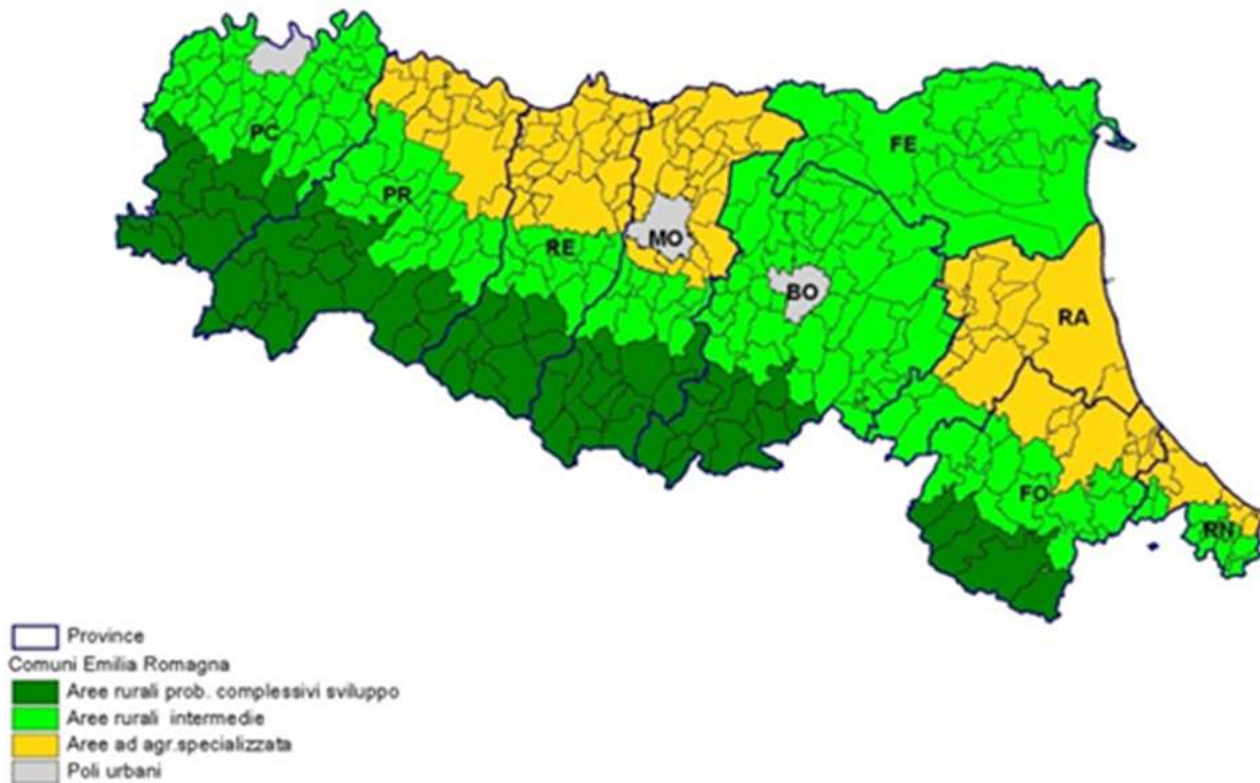 PC
FE
PR
MO
RE
BO
RA
FO
RN
Province
Comuni Emilia Romagna
Aree rurali prob. complessivi sviluppo
Aree rurali intermedie
Aree ad agr.specializzata
Poli urbani